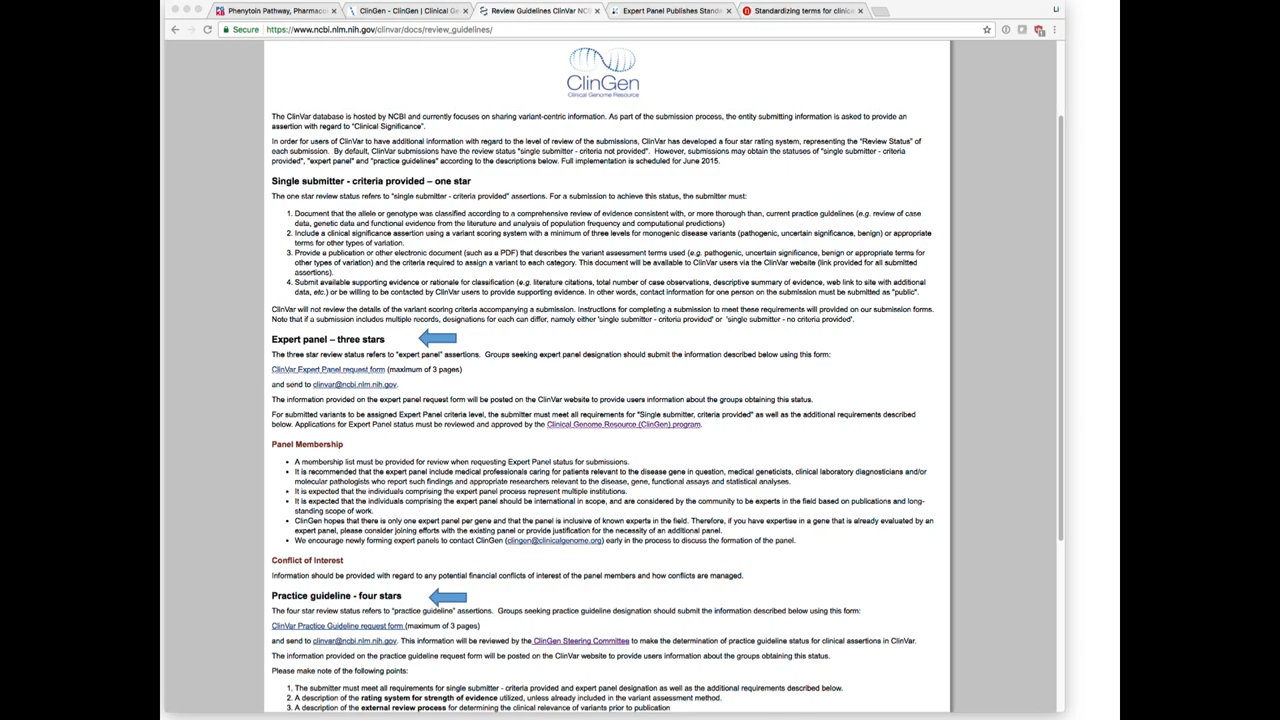 Phenytoin Pathway, Pharmacol
ClinGen - ClinGen | Clinical Ge
Review Guidelines ClinVar NC
Expert Panel Publishes Standa
Standardizing terms for clinica
Secure https://www.ncbi.nlm.nih.gov/clinvar/docs/review_guidelines/
ClinGen
Clinical Genome Resource
The ClinVar database is hosted by NCBI and currently focuses on sharing variant-centric information. As part of the submission process, the entity submitting information is asked to provide an
assertion with regard to "Clinical Significance".
In order for users of ClinVar to have additional information with regard to the level of review of the submissions, ClinVar has developed a four star rating system, representing the "Review Status" of
each submission. By default, ClinVar submissions have the review status "single submitter - criteria not provided". However, submissions may obtain the statuses of "single submitter - criteria
provided", "expert panel" and "practice guidelines" according to the descriptions below. Full implementation is scheduled for June 2015.
Single submitter - criteria provided – one star
The one star review status refers to "single submitter - criteria provided" assertions. For a submission to achieve this status, the submitter must:
1. Document that the allele or genotype was classified according to a comprehensive review of evidence consistent with, or more thorough than, current practice guidelines (e.g. review of case
data, genetic data and functional evidence from the literature and analysis of population frequency and computational predictions)
2. Include a clinical significance assertion using a variant scoring system with a minimum of three levels for monogenic disease variants (pathogenic, uncertain significance, benign) or appropriate
terms for other types of variation.
3. Provide a publication or other electronic document (such as a PDF) that describes the variant assessment terms used (e.g. pathogenic, uncertain significance, benign or appropriate terms for
other types of variation) and the criteria required to assign a variant to each category. This document will be available to ClinVar users via the ClinVar website (link provided for all submitted
assertions).
4. Submit available supporting evidence or rationale for classification (e.g. literature citations, total number of case observations, descriptive summary of evidence, web link to site with additional
data, etc.) or be willing to be contacted by ClinVar users to provide supporting evidence. In other words, contact information for one person on the submission must be submitted as "public".
ClinVar will not review the details of the variant scoring criteria accompanying a submission. Instructions for completing a submission to meet these requirements will provided on our submission forms.
Note that if a submission includes multiple records, designations for each can differ, namely either 'single submitter - criteria provided' or 'single submitter - no criteria provided'.
Expert panel – three stars
The three star review status refers to "expert panel" assertions. Groups seeking expert panel designation should submit the information described below using this form:
ClinVar Expert Panel request form (maximum of 3 pages)
and send to clinvar@ncbi.nlm.nih.gov.
The information provided on the expert panel request form will be posted on the ClinVar website to provide users information about the groups obtaining this status.
For submitted variants to be assigned Expert Panel criteria level, the submitter must meet all requirements for "Single submitter, criteria provided" as well as the additional requirements described
below. Applications for Expert Panel status must be reviewed and approved by the Clinical Genome Resource (ClinGen) program.
Panel Membership
• A membership list must be provided for review when requesting Expert Panel status for submissions.
• It is recommended that the expert panel include medical professionals caring for patients relevant to the disease gene in question, medical geneticists, clinical laboratory diagnosticians and/or
molecular pathologists who report such findings and appropriate researchers relevant to the disease, gene, functional assays and statistical analyses.
• It is expected that the individuals comprising the expert panel process represent multiple institutions.
• It is expected that the individuals comprising the expert panel should be international in scope, and are considered by the community to be experts in the field based on publications and long-
standing scope of work.
• ClinGen hopes that there is only one expert panel per gene and that the panel is inclusive of known experts in the field. Therefore, if you have expertise in a gene that is already evaluated by an
expert panel, please consider joining efforts with the existing panel or provide justification for the necessity of an additional panel.
• We encourage newly forming expert panels to contact ClinGen (clingen@clinicalgenome.org) early in the process to discuss the formation of the panel.
Conflict of Interest
Information should be provided with regard to any potential financial conflicts of interest of the panel members and how conflicts are managed.
Practice guideline - four stars
The four star review status refers to "practice guideline" assertions. Groups seeking practice guideline designation should submit the information described below using this form:
ClinVar Practice Guideline request form (maximum of 3 pages)
and send to clinvar@ncbi.nlm.nih.gov. This information will be reviewed by the ClinGen Steering Committee to make the determination of practice guideline status for clinical assertions in ClinVar.
The information provided on the practice guideline request form will be posted on the ClinVar website to provide users information about the groups obtaining this status.
Please make note of the following points:
1. The submitter must meet all requirements for single submitter - criteria provided and expert panel designation as well as the additional requirements described below.
2. A description of the rating system for strength of evidence utilized, unless already included in the variant assessment method.
3. A description of the external review process for determining the clinical relevance of variants prior to publication